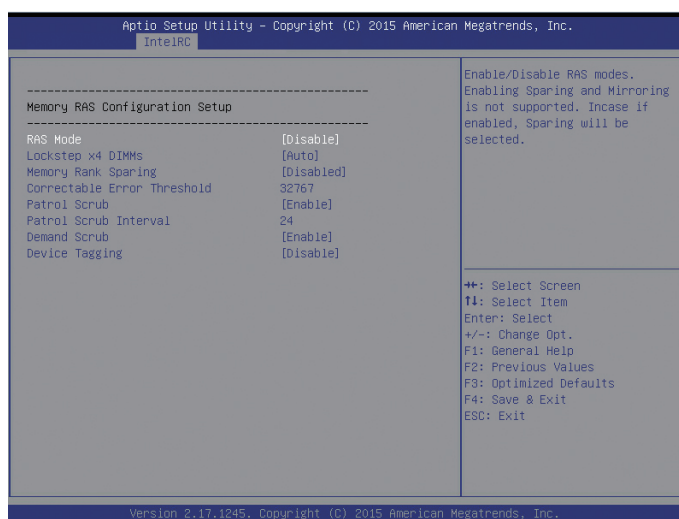 Aptio Setup Utility – Copyright (C) 2015 American Megatrends, Inc.
IntelRC
------------------------------------------------
Memory RAS Configuration Setup
------------------------------------------------
RAS Mode [Disable]
Lockstep x4 DIMMs [Auto]
Memory Rank Sparing [Disabled]
Correctable Error Threshold 32767
Patrol Scrub [Enable]
Patrol Scrub Interval 24
Demand Scrub [Enable]
Device Tagging [Disable]
Enable/Disable RAS modes.
Enabling Sparing and Mirroring
is not supported. Incase if
enabled, Sparing will be
selected.
→←: Select Screen
↑↓: Select Item
Enter: Select
+/-: Change Opt.
F1: General Help
F2: Previous Values
F3: Optimized Defaults
F4: Save & Exit
ESC: Exit
Version 2.17.1245. Copyright (C) 2015 American Megatrends, Inc.